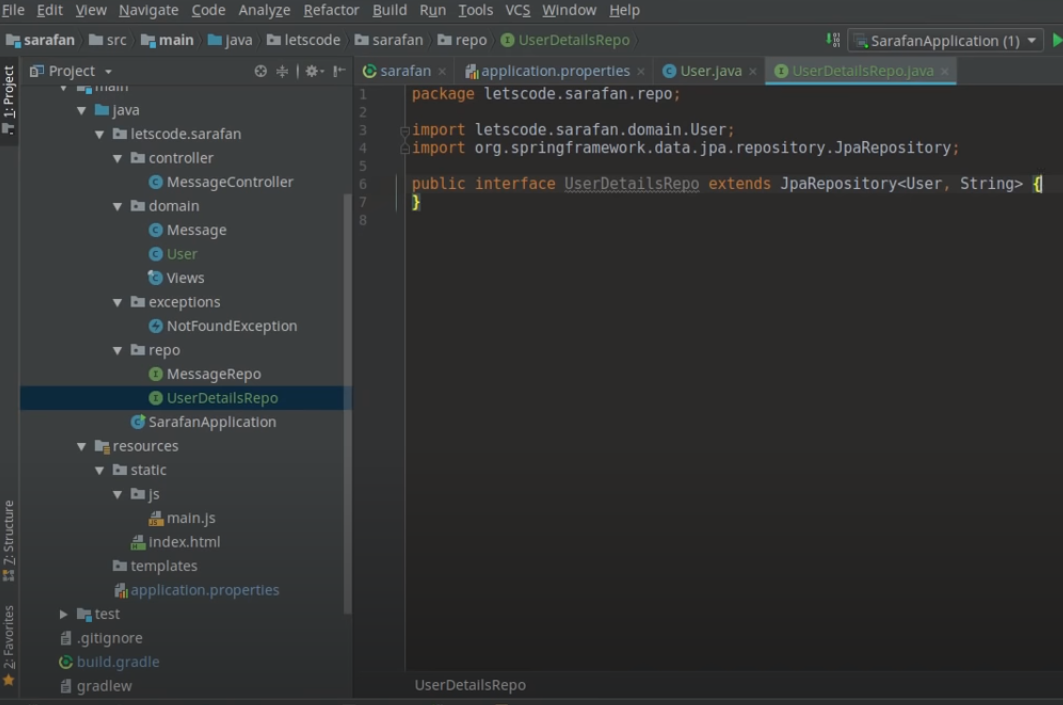 File Edit View Navigate Code Analyze Refactor Build Run Tools VCS Window Help
sarafan src main java letscode sarafan repo UserDetailsRepo SarafanApplication (1)
1: Project
Project
sarafan application.properties User.java UserDetailsRepo.java
main
java
letscode.sarafan
controller
MessageController
domain
Message
User
Views
exceptions
NotFoundException
repo
MessageRepo
UserDetailsRepo
SarafanApplication
resources
static
js
main.js
index.html
templates
application.properties
test
.gitignore
build.gradle
gradlew
7: Structure
2: Favorites
1 package letscode.sarafan.repo;
2
3 import letscode.sarafan.domain.User;
4 import org.springframework.data.jpa.repository.JpaRepository;
5
6 public interface UserDetailsRepo extends JpaRepository<User, String> {
7 }
8
UserDetailsRepo